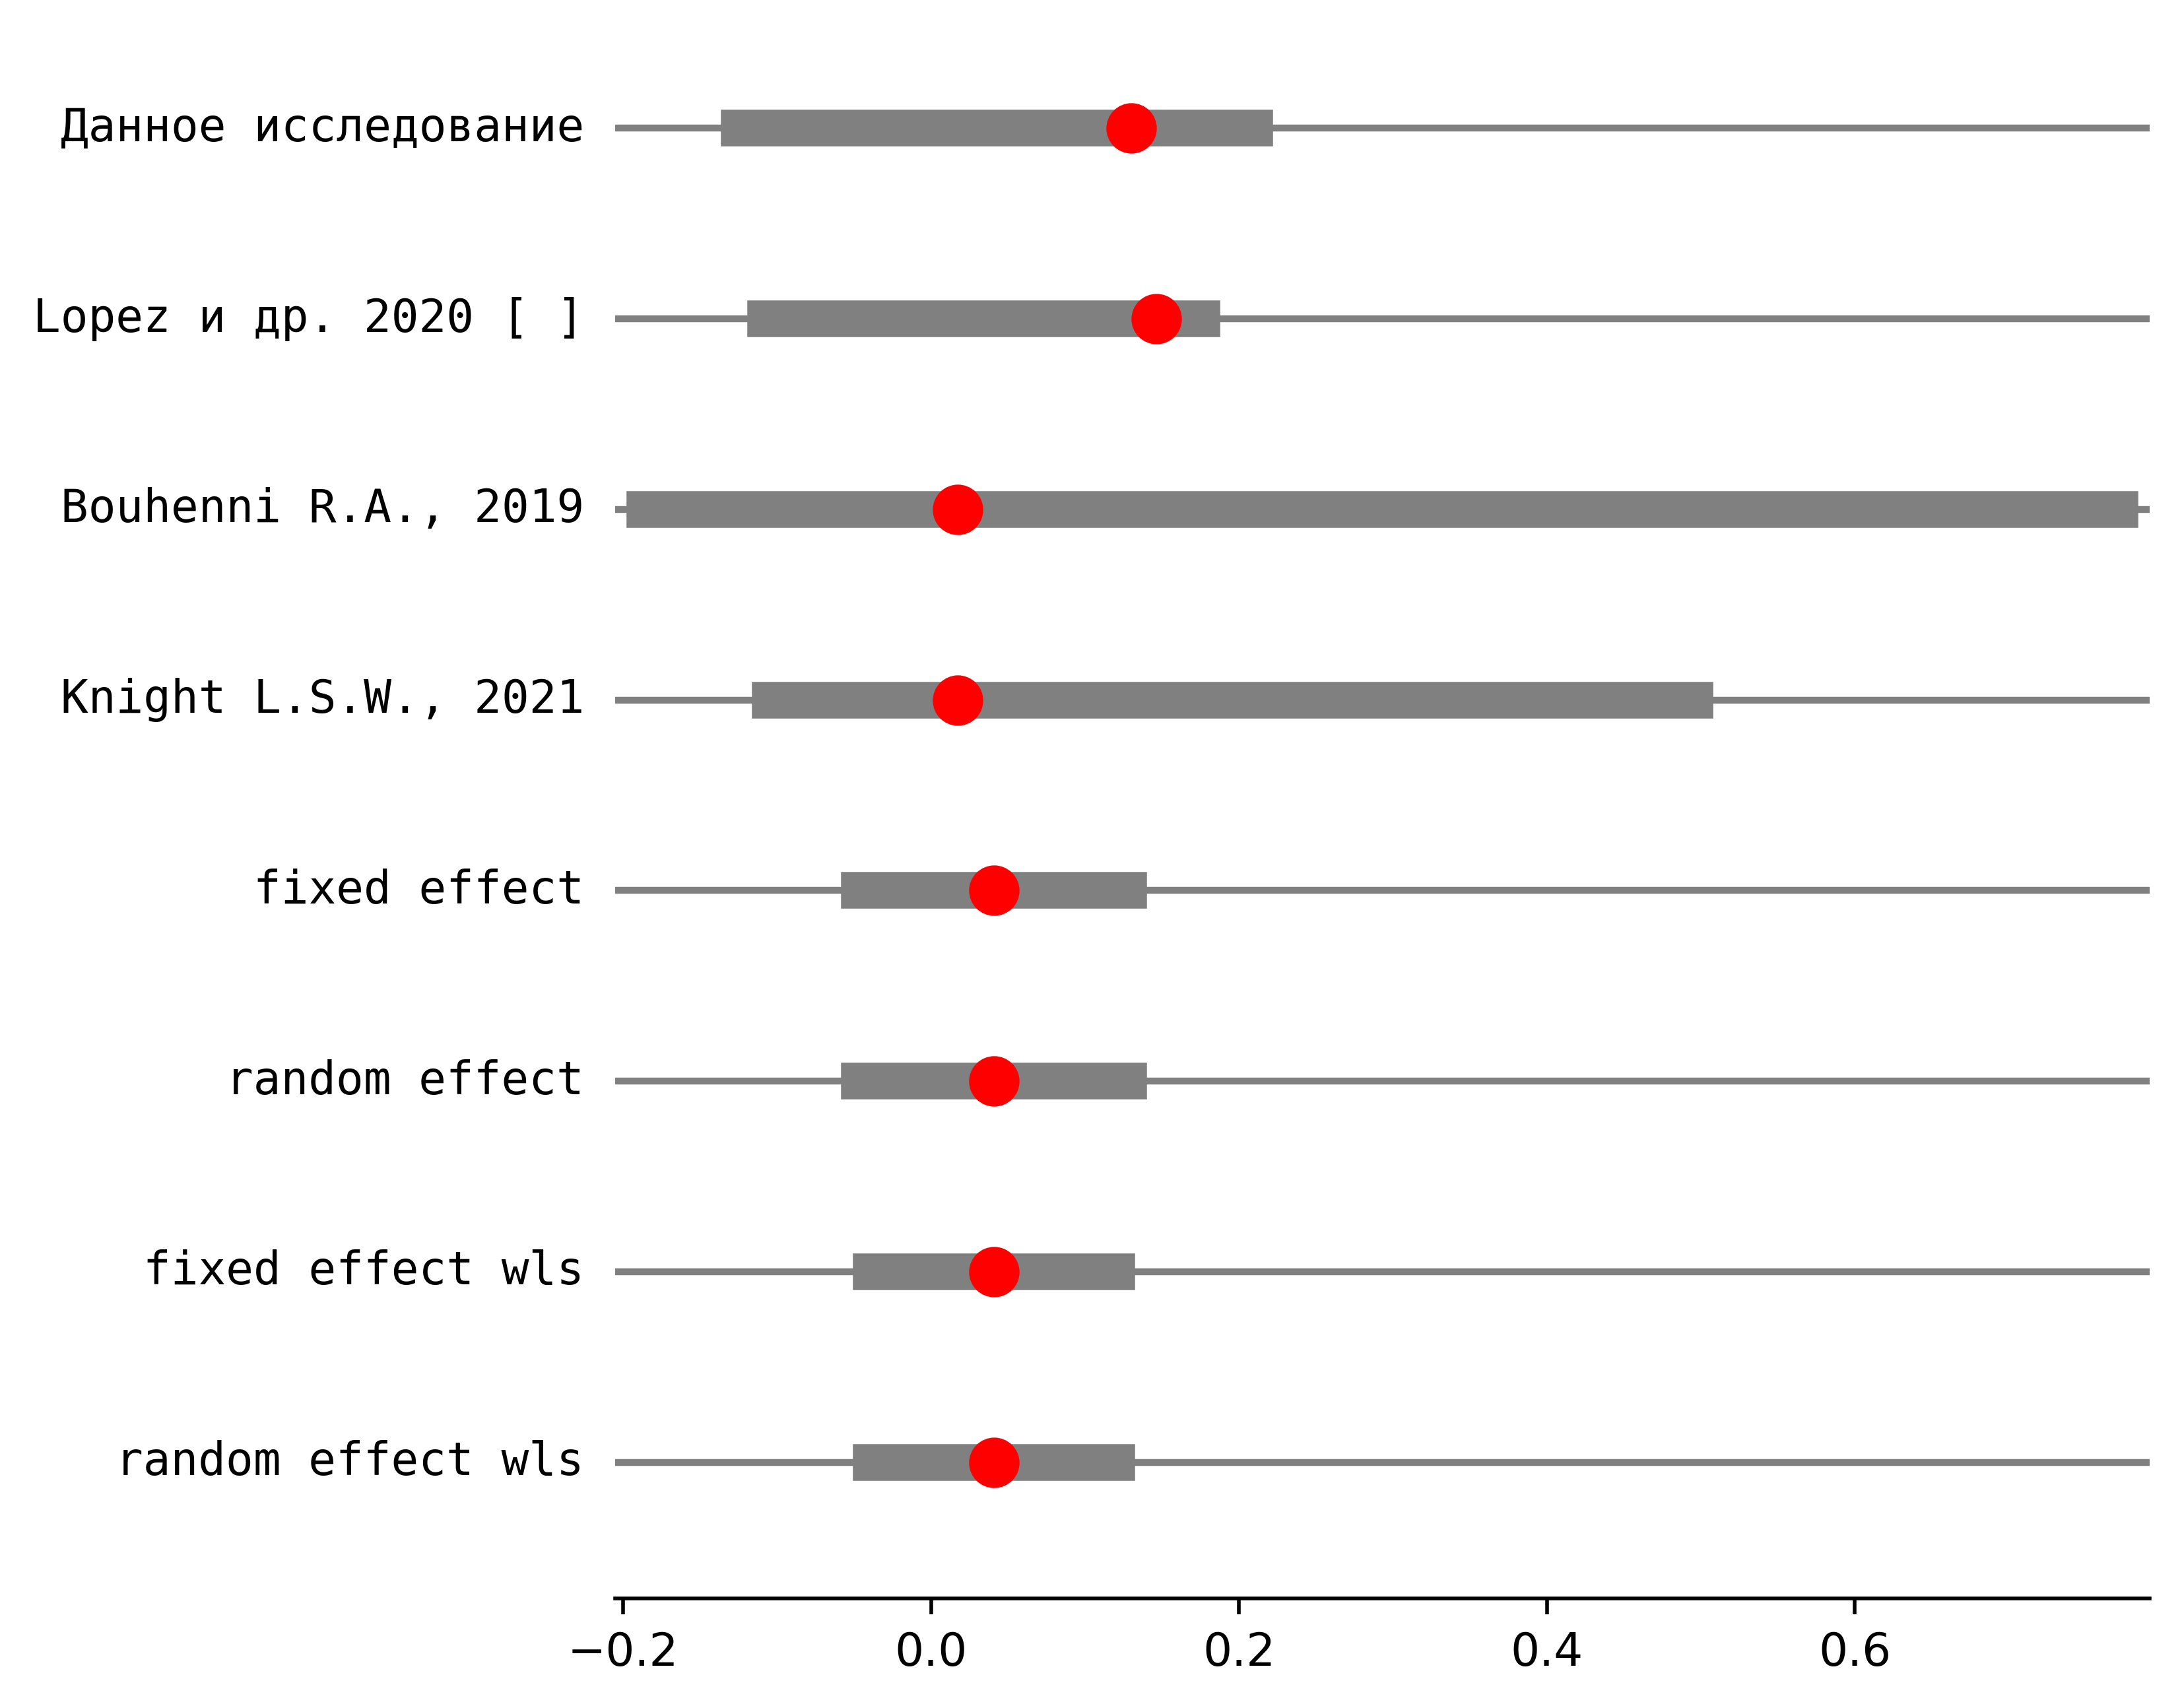 Данное исследование
Lopez и др. 2020 [ ]
Bouhenni R.A., 2019
Knight L.S.W., 2021
fixed effect
random effect
fixed effect wls
random effect wls
−0.2 0.0 0.2 0.4 0.6